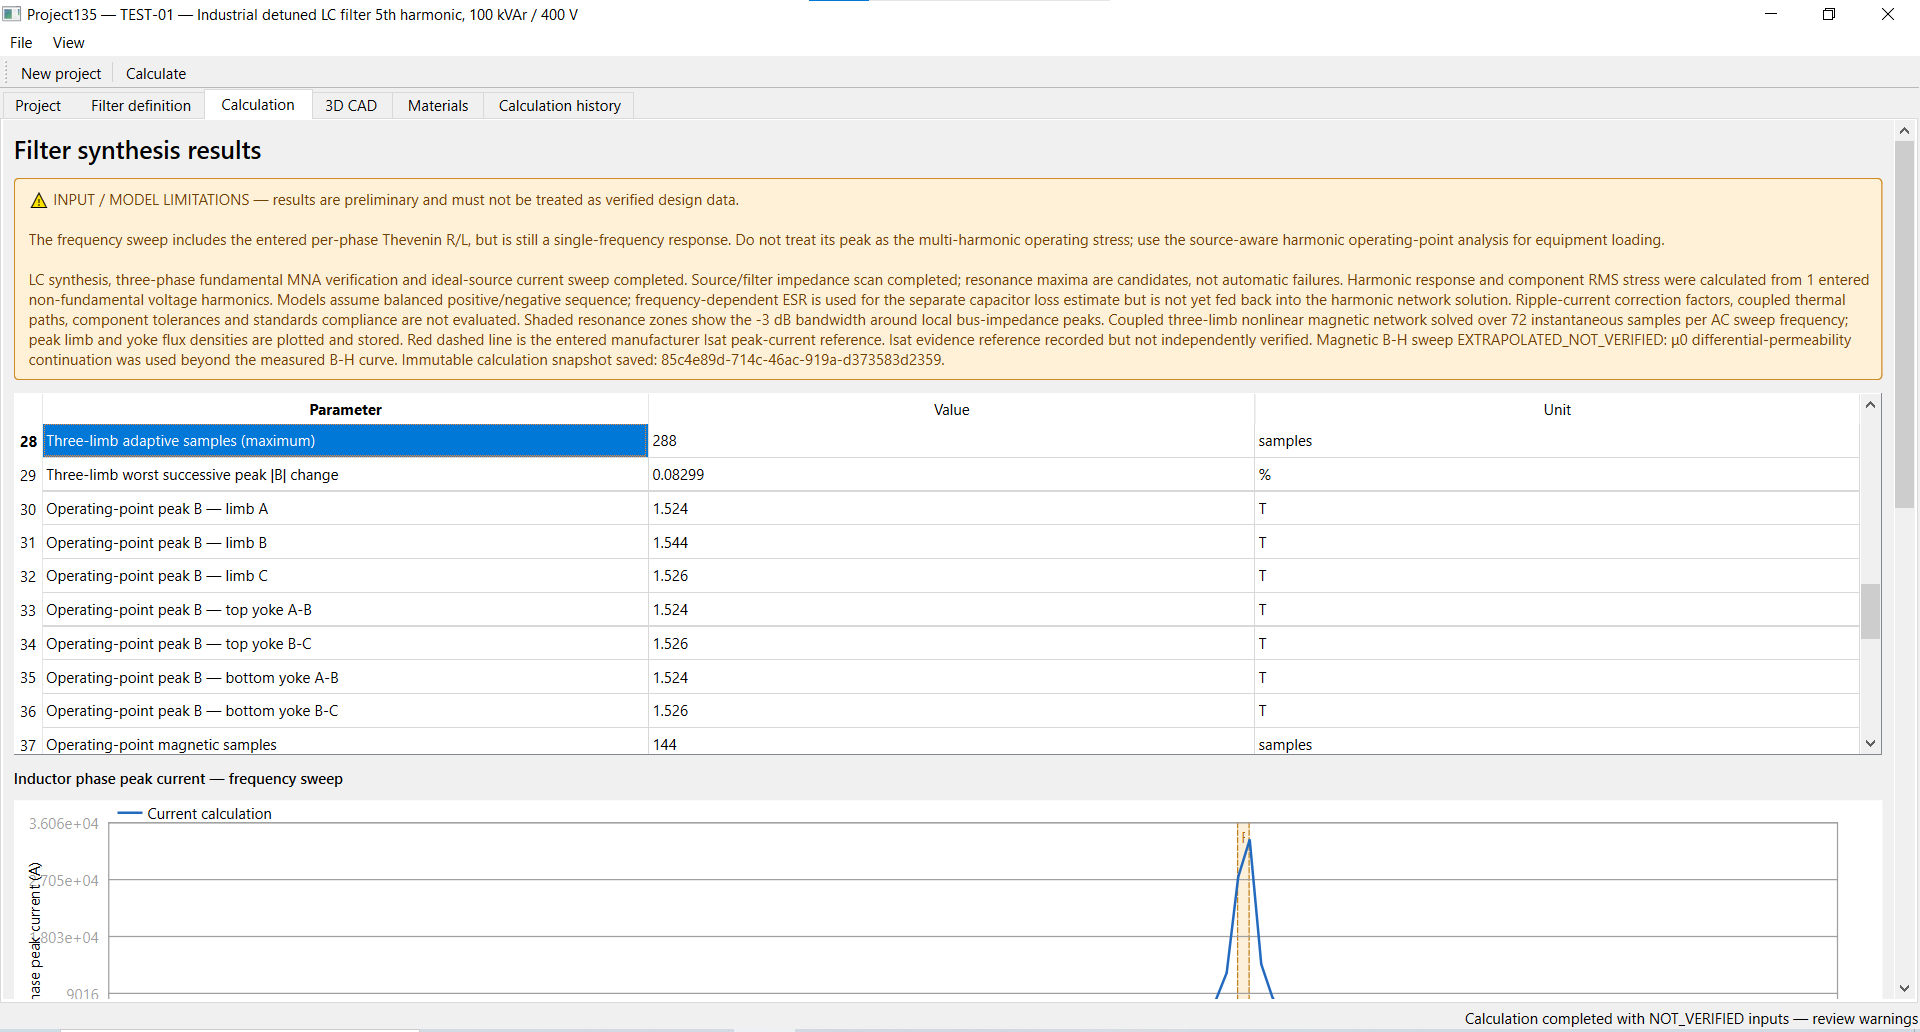 Project135 — TEST-01 — Industrial detuned LC filter 5th harmonic, 100 kVAr / 400 V
File View
New project Calculate
Project Filter definition Calculation 3D CAD Materials Calculation history
Filter synthesis results
INPUT / MODEL LIMITATIONS — results are preliminary and must not be treated as verified design data.
The frequency sweep includes the entered per-phase Thevenin R/L, but is still a single-frequency response. Do not treat its peak as the multi-harmonic operating stress; use the source-aware harmonic operating-point analysis for equipment loading.
LC synthesis, three-phase fundamental MNA verification and ideal-source current sweep completed. Source/filter impedance scan completed; resonance maxima are candidates, not automatic failures. Harmonic response and component RMS stress were calculated from 1 entered
non-fundamental voltage harmonics. Models assume balanced positive/negative sequence; frequency-dependent ESR is used for the separate capacitor loss estimate but is not yet fed back into the harmonic network solution. Ripple-current correction factors, coupled thermal
paths, component tolerances and standards compliance are not evaluated. Shaded resonance zones show the -3 dB bandwidth around local bus-impedance peaks. Coupled three-limb nonlinear magnetic network solved over 72 instantaneous samples per AC sweep frequency;
peak limb and yoke flux densities are plotted and stored. Red dashed line is the entered manufacturer Isat peak-current reference. Isat evidence reference recorded but not independently verified. Magnetic B-H sweep EXTRAPOLATED_NOT_VERIFIED: μ0 differential-permeability
continuation was used beyond the measured B-H curve. Immutable calculation snapshot saved: 85c4e89d-714c-46ac-919a-d373583d2359.
Parameter Value Unit
28 Three-limb adaptive samples (maximum) 288 samples
29 Three-limb worst successive peak |B| change 0.08299 %
30 Operating-point peak B — limb A 1.524 T
31 Operating-point peak B — limb B 1.544 T
32 Operating-point peak B — limb C 1.526 T
33 Operating-point peak B — top yoke A-B 1.524 T
34 Operating-point peak B — top yoke B-C 1.526 T
35 Operating-point peak B — bottom yoke A-B 1.524 T
36 Operating-point peak B — bottom yoke B-C 1.526 T
37 Operating-point magnetic samples 144 samples
Inductor phase peak current — frequency sweep
Current calculation
3.606e+04
705e+04
803e+04
9016
hase peak current (A)
Calculation completed with NOT_VERIFIED inputs — review warnings